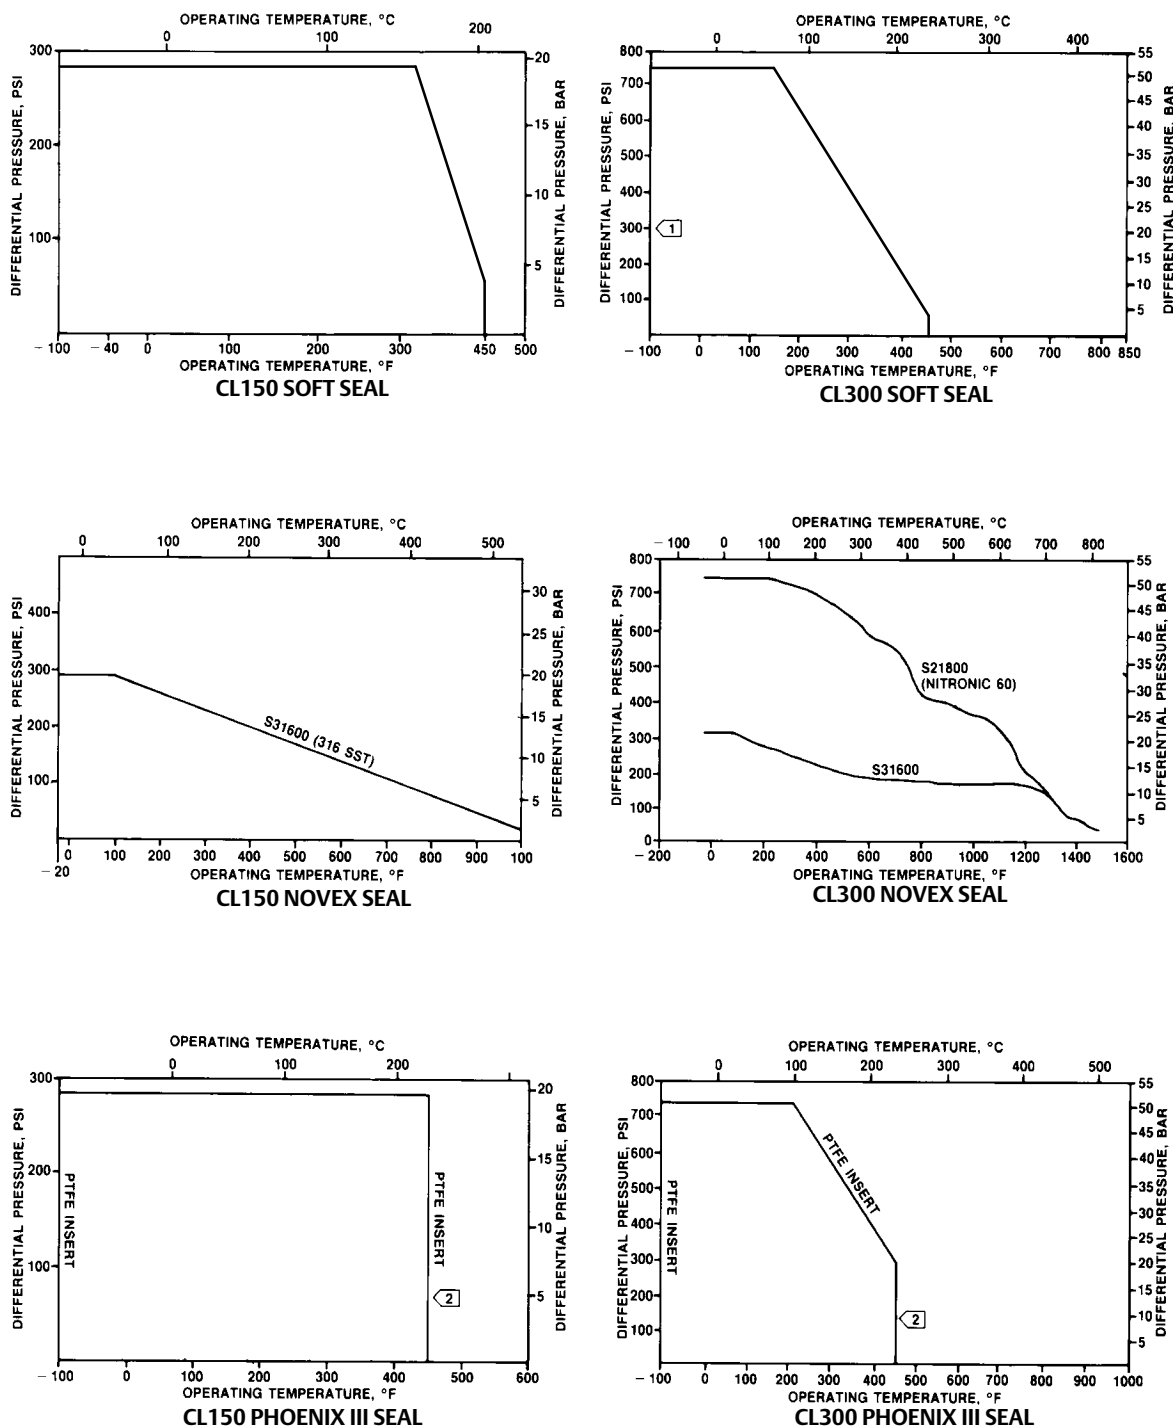 OPERATING TEMPERATURE, °C
0 100 200
300 200 100
DIFFERENTIAL PRESSURE, PSI
20 15 10 5
DIFFERENTIAL PRESSURE, BAR
-100 -40 0 100 200 300 450 500
OPERATING TEMPERATURE, °F
CL150 SOFT SEAL
OPERATING TEMPERATURE, °C
0 100 200 300 400
800 700 600 500 400 300 200 100
DIFFERENTIAL PRESSURE, PSI
1
55 50 45 40 35 30 25 20 15 10 5
DIFFERENTIAL PRESSURE, BAR
-100 0 100 200 300 400 500 600 700 800 850
OPERATING TEMPERATURE, °F
CL300 SOFT SEAL
OPERATING TEMPERATURE, °C
0 100 200 300 400 500
400 300 200 100
DIFFERENTIAL PRESSURE, PSI
S31600 (316 SST)
30 25 20 15 10 5
DIFFERENTIAL PRESSURE, BAR
-20 0 100 200 300 400 500 600 700 800 900 100
OPERATING TEMPERATURE, °F
CL150 NOVEX SEAL
OPERATING TEMPERATURE, °C
-100 0 100 200 300 400 500 600 700 800
800 700 600 500 400 300 200 100 0
DIFFERENTIAL PRESSURE, PSI
S21800
(NITRONIC 60)
S31600
55 50 45 40 35 30 25 20 15 10 5
DIFFERENTIAL PRESSURE, BAR
-200 0 200 400 600 800 1000 1200 1400 1600
OPERATING TEMPERATURE, °F
CL300 NOVEX SEAL
OPERATING TEMPERATURE, °C
0 100 200 300
300 200 100
DIFFERENTIAL PRESSURE, PSI
PTFE INSERT
PTFE INSERT
2
20 15 10 5
DIFFERENTIAL PRESSURE, BAR
-100 0 100 200 300 400 500 600
OPERATING TEMPERATURE, °F
CL150 PHOENIX III SEAL
OPERATING TEMPERATURE, °C
0 100 200 300 400 500
800 700 600 500 400 300 200 100
DIFFERENTIAL PRESSURE, PSI
PTFE INSERT
PTFE INSERT
2
55 50 45 40 35 30 25 20 15 10 5
DIFFERENTIAL PRESSURE, BAR
-100 0 100 200 300 400 500 600 700 800 900 1000
OPERATING TEMPERATURE, °F
CL300 PHOENIX III SEAL